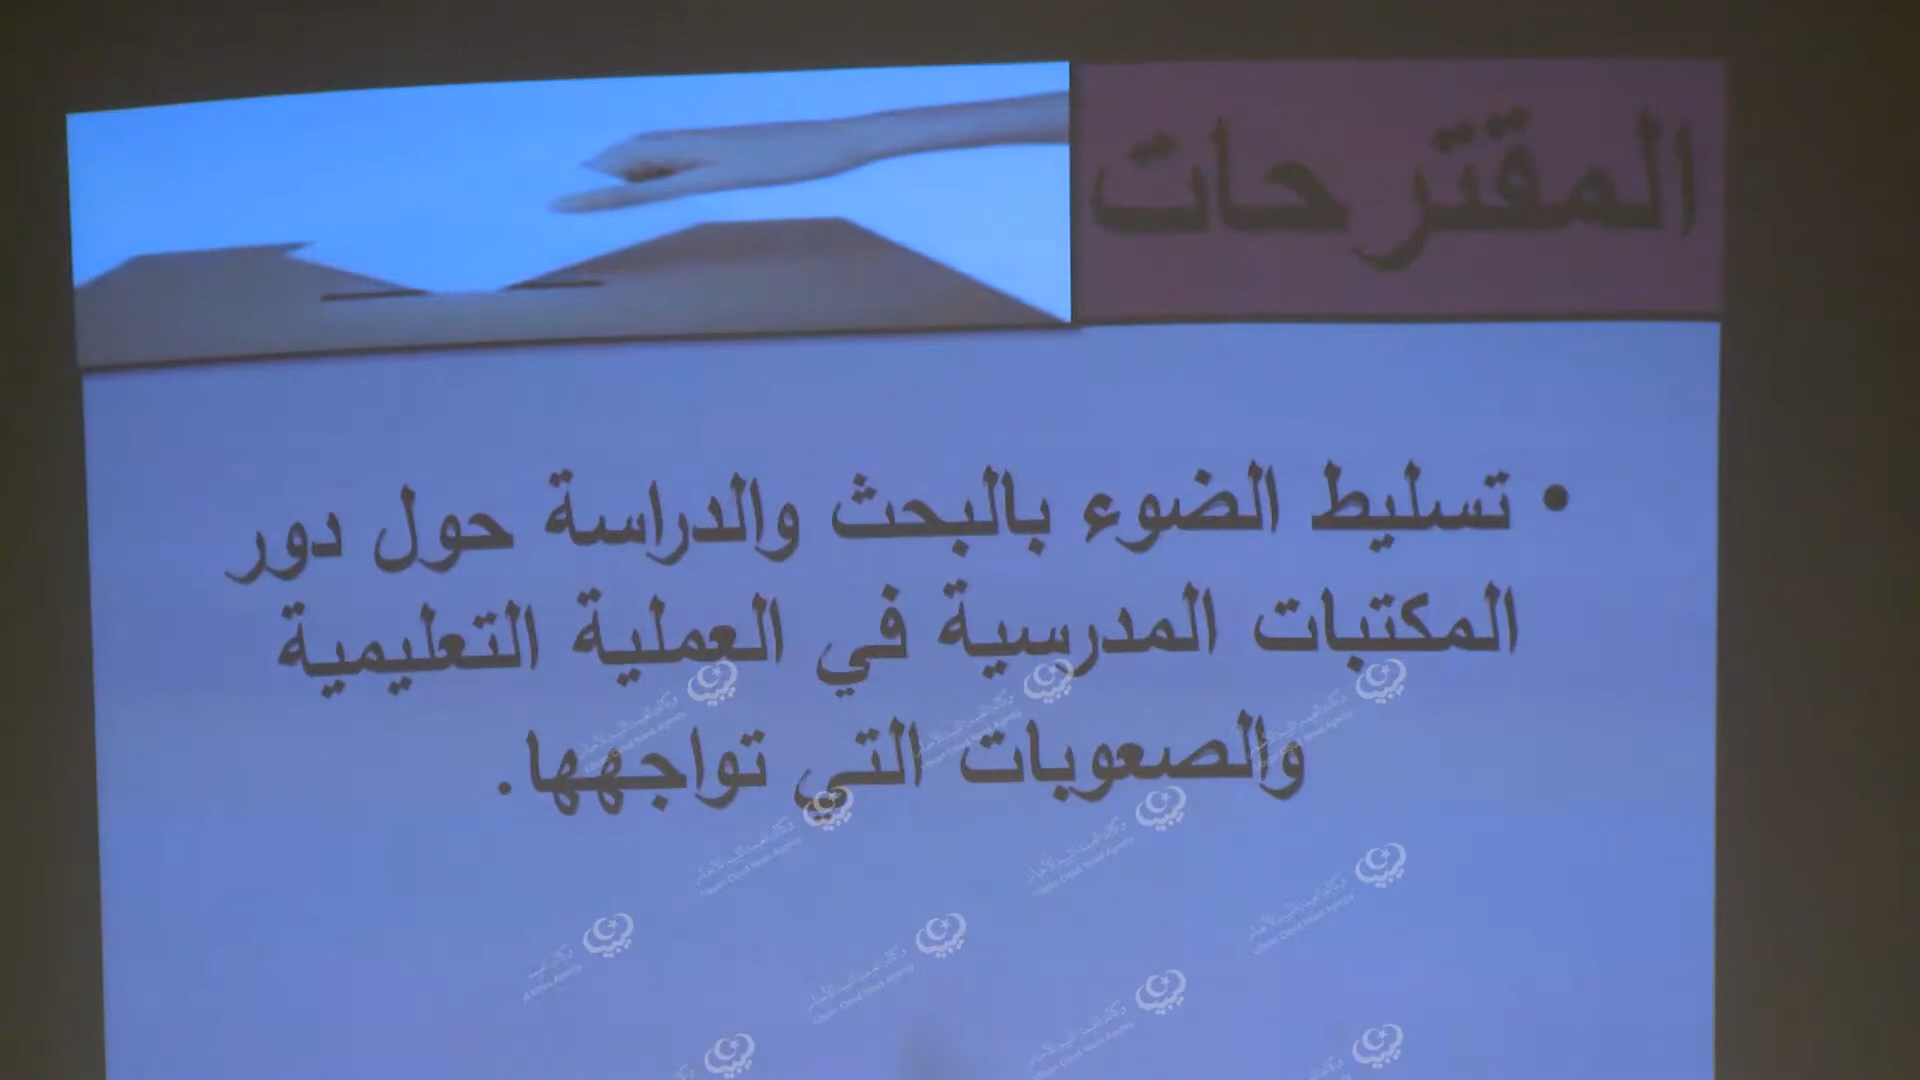 المقترحات
• تسليط الضوء بالبحث والدراسة حول دور
المكتبات المدرسية في العملية التعليمية
والصعوبات التي تواجهها.